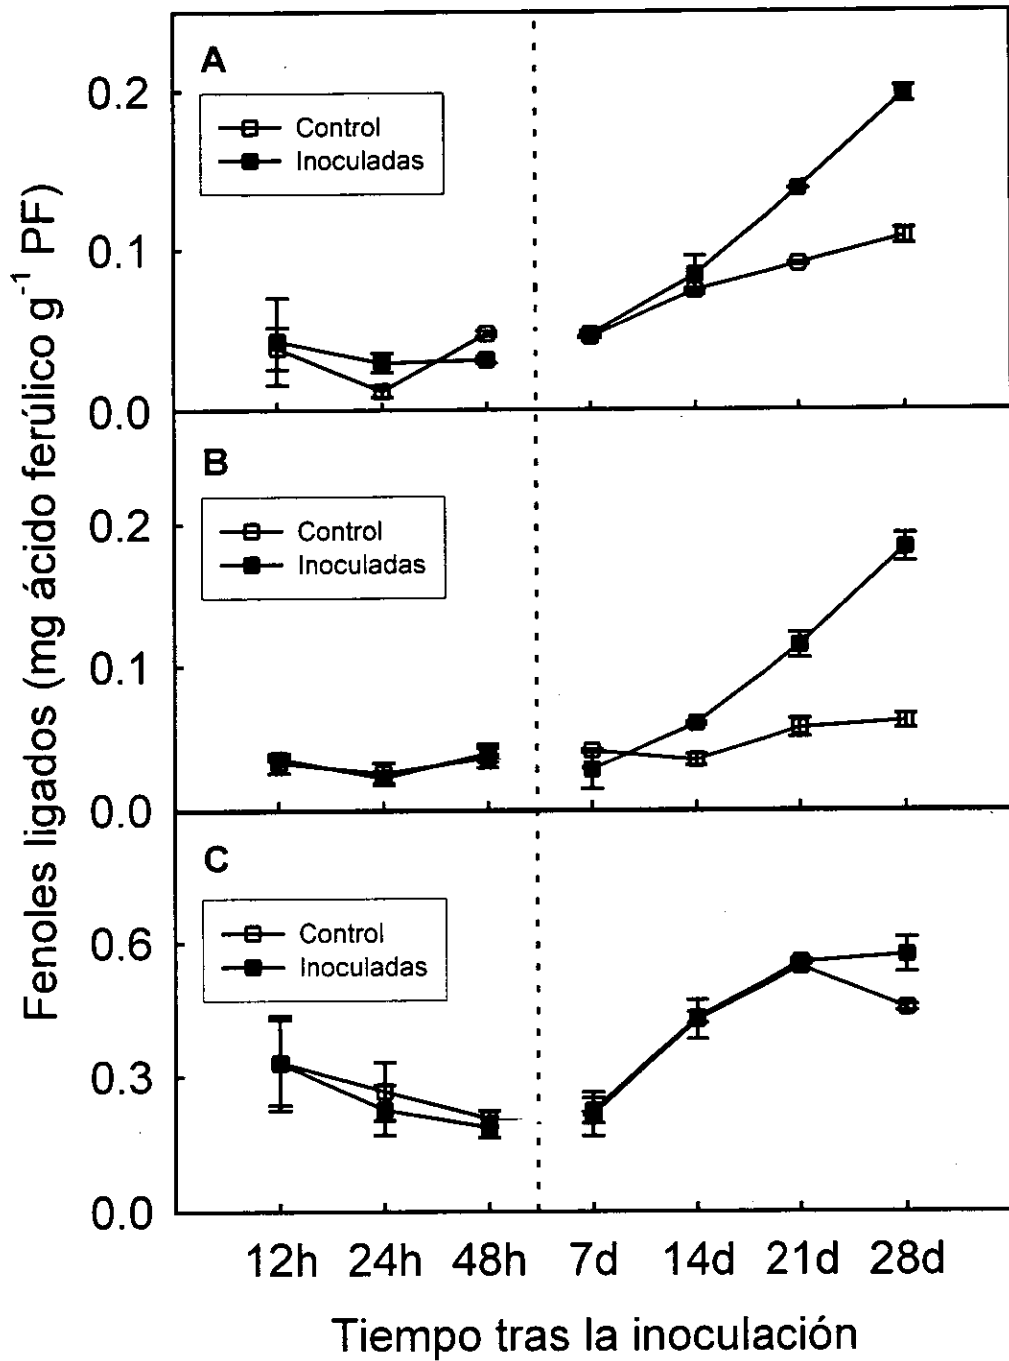 Fenoles ligados (mg ácido ferúlico g⁻¹ PF)
A
Control
Inoculadas
0.2
0.1
0.0
B
Control
Inoculadas
0.2
0.1
0.0
C
Control
Inoculadas
0.6
0.3
0.0
12h 24h 48h 7d 14d 21d 28d
Tiempo tras la inoculación